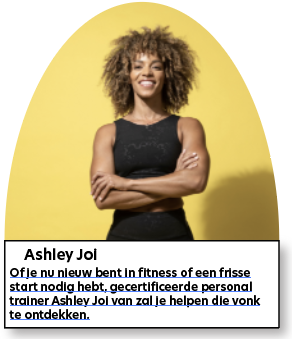 Ashley Joi
Of je nu nieuw bent in fitness of een frisse
start nodig hebt, gecertificeerde personal
trainer Ashley Joi van zal je helpen die vonk
te ontdekken.